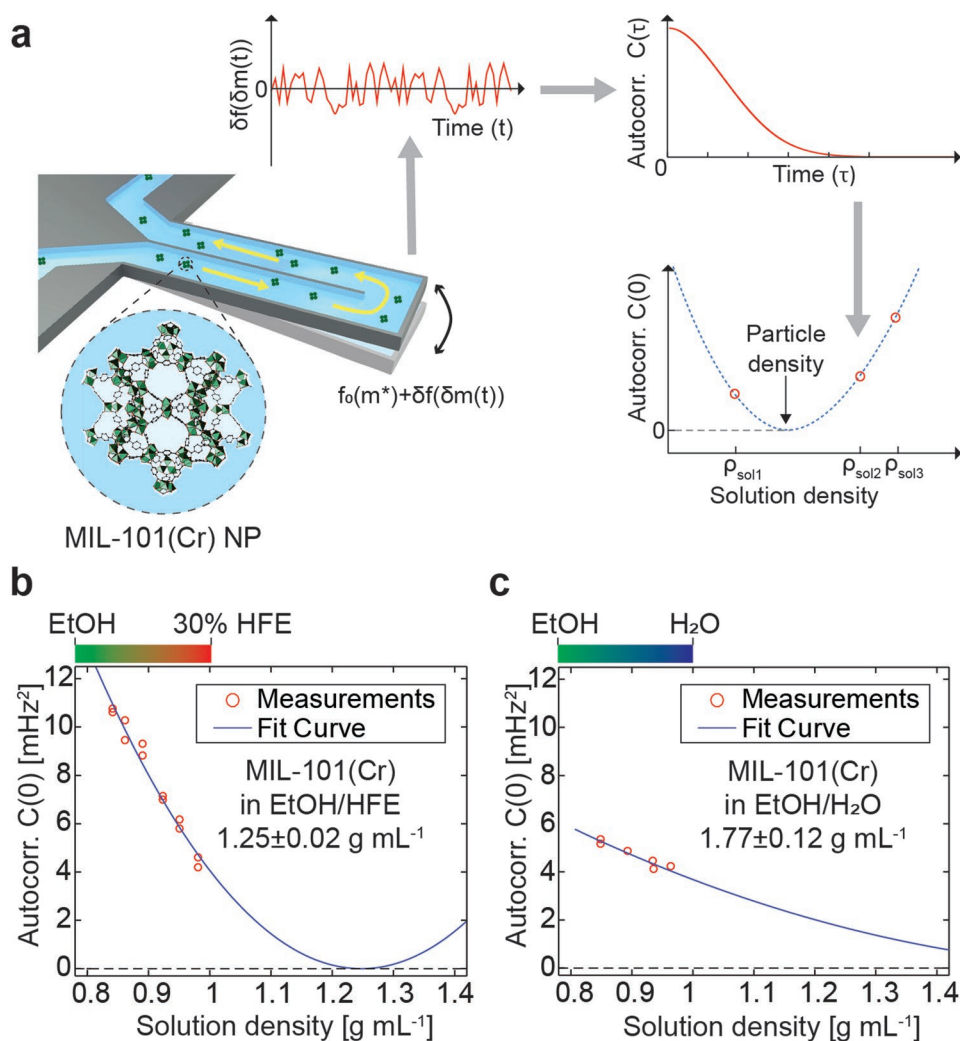 a
δf(δm(t))
0
Time (t)
Autocorr. C(τ)
0
Time (τ)
f₀(m*)+δf(δm(t))
MIL-101(Cr) NP
Autocorr. C(0)
Particle
density
0
ρsol1
ρsol2
ρsol3
Solution density
b
EtOH
30% HFE
Autocorr. C(0) [mHz²]
12
10
8
6
4
2
0
Measurements
Fit Curve
MIL-101(Cr)
in EtOH/HFE
1.25±0.02 g mL⁻¹
0.8 0.9 1 1.1 1.2 1.3 1.4
Solution density [g mL⁻¹]
c
EtOH
H₂O
Autocorr. C(0) [mHz²]
12
10
8
6
4
2
0
Measurements
Fit Curve
MIL-101(Cr)
in EtOH/H₂O
1.77±0.12 g mL⁻¹
0.8 0.9 1 1.1 1.2 1.3 1.4
Solution density [g mL⁻¹]